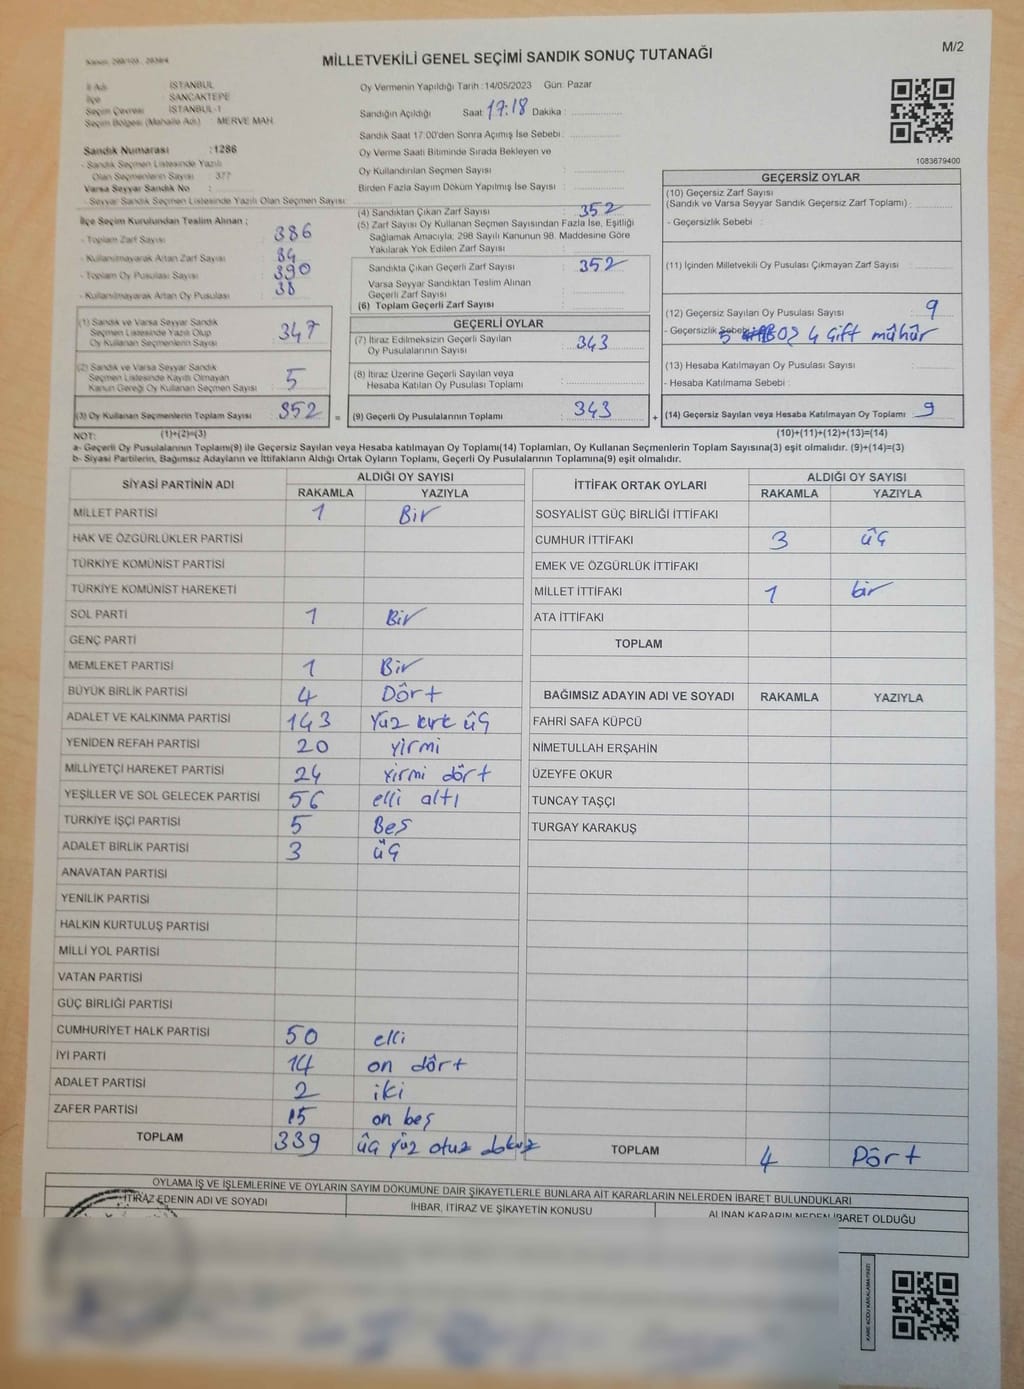 M/2
Kanun: 298/105 , 2839/4
MİLLETVEKİLİ GENEL SEÇİMİ SANDIK SONUÇ TUTANAĞI
İl Adı : İSTANBUL
İlçe : SANCAKTEPE
Seçim Çevresi : İSTANBUL-1
Seçim Bölgesi (Mahalle Adı) : MERVE MAH.
Sandık Numarası :1286
- Sandık Seçmen Listesinde Yazılı
Olan Seçmenlerin Sayısı : 377
Varsa Seyyar Sandık No :
- Seyyar Sandık Seçmen Listesinde Yazılı Olan Seçmen Sayısı :
Oy Vermenin Yapıldığı Tarih :14/05/2023 Gün: Pazar
Sandığın Açıldığı Saat 17:18 Dakika :
Sandık Saat 17:00'den Sonra Açımış İse Sebebi :
Oy Verme Saati Bitiminde Sırada Bekleyen ve
Oy Kullandırılan Seçmen Sayısı :
Birden Fazla Sayım Döküm Yapılmış İse Sayısı :
1083679400
İlçe Seçim Kurulundan Teslim Alınan ;
- Toplam Zarf Sayısı : 386
- Kullanılmayarak Artan Zarf Sayısı : 34
- Toplam Oy Pusulası Sayısı : 390
- Kullanılmayarak Artan Oy Pusulası : 38
(1) Sandık ve Varsa Seyyar Sandık
Seçmen Listesinde Yazılı Olup
Oy Kullanan Seçmenlerin Sayısı : 347
(2) Sandık ve Varsa Seyyar Sandık
Seçmen Listesinde Kayıtlı Olmayan
Kanun Gereği Oy Kullanan Seçmen Sayısı : 5
(3) Oy Kullanan Seçmenlerin Toplam Sayısı : 352 =
(4) Sandıktan Çıkan Zarf Sayısı : 352
(5) Zarf Sayısı Oy Kullanan Seçmen Sayısından Fazla İse, Eşitliği
Sağlamak Amacıyla; 298 Sayılı Kanunun 98. Maddesine Göre
Yakılarak Yok Edilen Zarf Sayısı :
Sandıkta Çıkan Geçerli Zarf Sayısı : 352
Varsa Seyyar Sandıktan Teslim Alınan
Geçerli Zarf Sayısı :
(6) Toplam Geçerli Zarf Sayısı :
GEÇERLİ OYLAR
(7) İtiraz Edilmeksizin Geçerli Sayılan
Oy Pusulalarının Sayısı : 343
(8) İtiraz Üzerine Geçerli Sayılan veya
Hesaba Katılan Oy Pusulası Toplamı :
(9) Geçerli Oy Pusulalarının Toplamı : 343 +
GEÇERSİZ OYLAR
(10) Geçersiz Zarf Sayısı
(Sandık ve Varsa Seyyar Sandık Geçersiz Zarf Toplamı) :
- Geçersizlik Sebebi :
(11) İçinden Milletvekili Oy Pusulası Çıkmayan Zarf Sayısı :
(12) Geçersiz Sayılan Oy Pusulası Sayısı : 9
- Geçersizlik Sebebi : 5 BOŞ 4 Çift mühür
(13) Hesaba Katılmayan Oy Pusulası Sayısı :
- Hesaba Katılmama Sebebi :
(14) Geçersiz Sayılan veya Hesaba Katılmayan Oy Toplamı : 9
NOT: (1)+(2)=(3) (10)+(11)+(12)+(13)=(14)
a- Geçerli Oy Pusulalarının Toplamı(9) ile Geçersiz Sayılan veya Hesaba katılmayan Oy Toplamı(14) Toplamları, Oy Kullanan Seçmenlerin Toplam Sayısına(3) eşit olmalıdır. (9)+(14)=(3)
b- Siyasi Partilerin, Bağımsız Adayların ve İttifakların Aldığı Ortak Oyların Toplamı, Geçerli Oy Pusulalarının Toplamına(9) eşit olmalıdır.
SİYASİ PARTİNİN ADI ALDIĞI OY SAYISI
RAKAMLA YAZIYLA
MİLLET PARTİSİ 1 Bir
HAK VE ÖZGÜRLÜKLER PARTİSİ
TÜRKİYE KOMÜNİST PARTİSİ
TÜRKİYE KOMÜNİST HAREKETİ
SOL PARTİ 1 Bir
GENÇ PARTİ
MEMLEKET PARTİSİ 1 Bir
BÜYÜK BİRLİK PARTİSİ 4 Dört
ADALET VE KALKINMA PARTİSİ 143 Yüz kırk üç
YENİDEN REFAH PARTİSİ 20 yirmi
MİLLİYETÇİ HAREKET PARTİSİ 24 yirmi dört
YEŞİLLER VE SOL GELECEK PARTİSİ 56 elli altı
TÜRKİYE İŞÇİ PARTİSİ 5 Beş
ADALET BİRLİK PARTİSİ 3 üç
ANAVATAN PARTİSİ
YENİLİK PARTİSİ
HALKIN KURTULUŞ PARTİSİ
MİLLİ YOL PARTİSİ
VATAN PARTİSİ
GÜÇ BİRLİĞİ PARTİSİ
CUMHURİYET HALK PARTİSİ 50 elli
İYİ PARTİ 14 on dört
ADALET PARTİSİ 2 iki
ZAFER PARTİSİ 15 on beş
TOPLAM 339 üç yüz otuz dokuz
İTTİFAK ORTAK OYLARI ALDIĞI OY SAYISI
RAKAMLA YAZIYLA
SOSYALİST GÜÇ BİRLİĞİ İTTİFAKI
CUMHUR İTTİFAKI 3 üç
EMEK VE ÖZGÜRLÜK İTTİFAKI
MİLLET İTTİFAKI 1 bir
ATA İTTİFAKI
TOPLAM
BAĞIMSIZ ADAYIN ADI VE SOYADI RAKAMLA YAZIYLA
FAHRİ SAFA KÜPCÜ
NİMETULLAH ERŞAHİN
ÜZEYFE OKUR
TUNCAY TAŞÇI
TURGAY KARAKUŞ
TOPLAM 4 Dört
OYLAMA İŞ VE İŞLEMLERİNE VE OYLARIN SAYIM DÖKÜMÜNE DAİR ŞİKAYETLERLE BUNLARA AİT KARARLARIN NELERDEN İBARET BULUNDUKLARI
İTİRAZ EDENİN ADI VE SOYADI İHBAR, İTİRAZ VE ŞİKAYETİN KONUSU ALINAN KARARIN NEDEN İBARET OLDUĞU